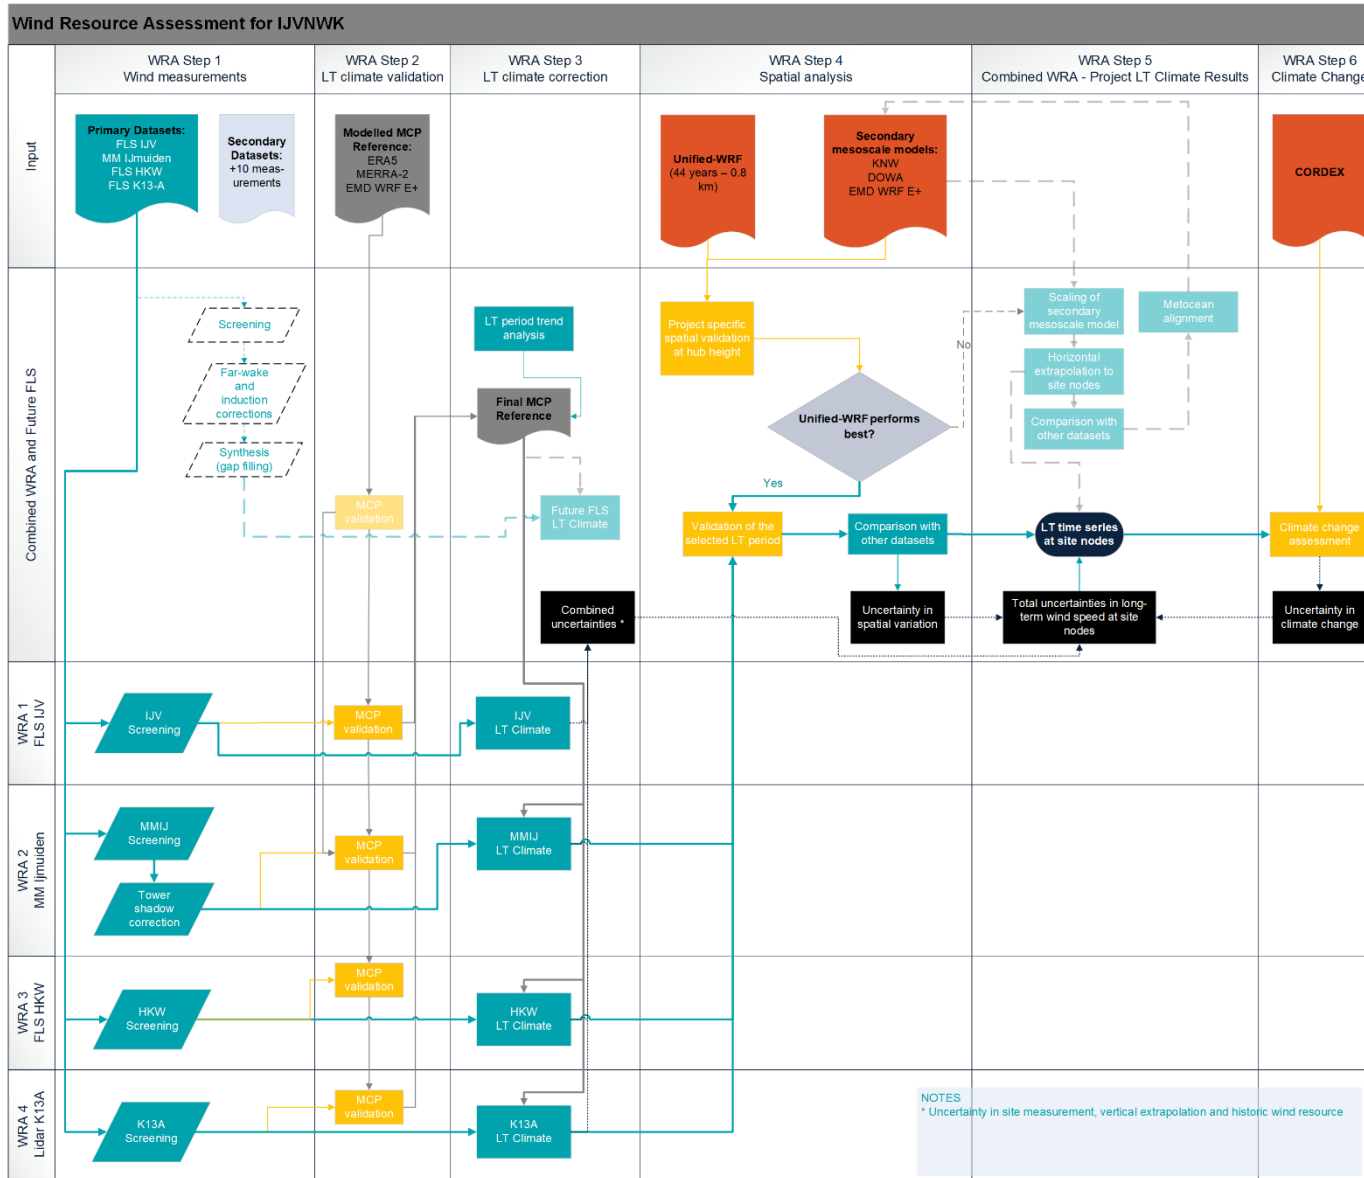 Wind Resource Assessment for IJVNWK
WRA Step 1
Wind measurements
WRA Step 2
LT climate validation
WRA Step 3
LT climate correction
WRA Step 4
Spatial analysis
WRA Step 5
Combined WRA - Project LT Climate Results
WRA Step 6
Climate Change
Input
Primary Datasets:
FLS IJV
MM IJmuiden
FLS HKW
FLS K13-A
Secondary
Datasets:
+10 meas-
urements
Modelled MCP
Reference:
ERA5
MERRA-2
EMD WRF E+
Unified-WRF
(44 years – 0.8
km)
Secondary
mesoscale models:
KNW
DOWA
EMD WRF E+
CORDEX
Combined WRA and Future FLS
Screening
Far-wake
and
induction
corrections
Synthesis
(gap filling)
MCP
validation
LT period trend
analysis
Final MCP
Reference
Future FLS
LT Climate
Combined
uncertainties *
Project specific
spatial validation
at hub height
Unified-WRF performs
best?
No
Yes
Validation of the
selected LT period
Comparison with
other datasets
Uncertainty in
spatial variation
Scaling of
secondary
mesoscale model
Metocean
alignment
Horizontal
extrapolation to
site nodes
Comparison with
other datasets
LT time series
at site nodes
Total uncertainties in long-
term wind speed at site
nodes
Climate change
assessment
Uncertainty in
climate change
WRA 1
FLS IJV
IJV
Screening
MCP
validation
IJV
LT Climate
WRA 2
MM Ijmuiden
MMIJ
Screening
Tower
shadow
correction
MCP
validation
MMIJ
LT Climate
WRA 3
FLS HKW
HKW
Screening
MCP
validation
HKW
LT Climate
WRA 4
Lidar K13A
K13A
Screening
MCP
validation
K13A
LT Climate
NOTES
* Uncertainty in site measurement, vertical extrapolation and historic wind resource